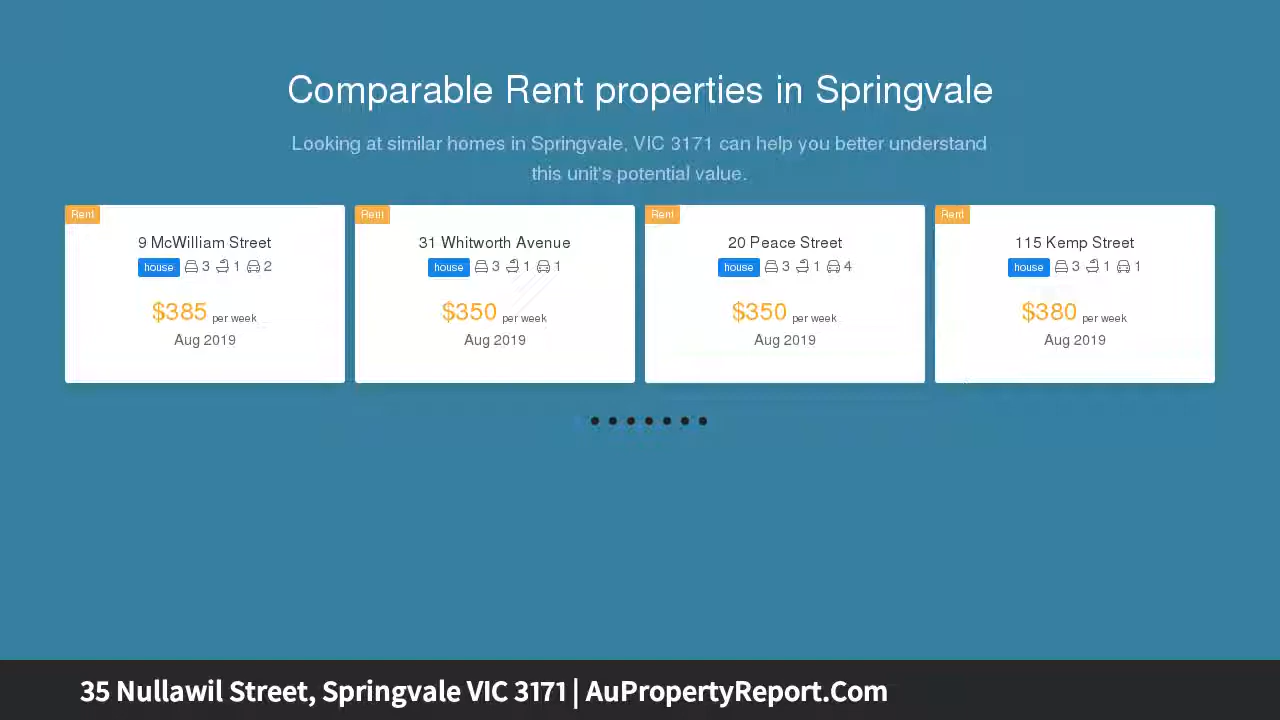 Comparable Rent properties in Springvale
Looking at similar homes in Springvale, VIC 3171 can help you better understand
this unit's potential value.
Rent
9 McWilliam Street
house 3 1 2
$385 per week
Aug 2019
Rent
31 Whitworth Avenue
house 3 1 1
$350 per week
Aug 2019
Rent
20 Peace Street
house 3 1 4
$350 per week
Aug 2019
Rent
115 Kemp Street
house 3 1 1
$380 per week
Aug 2019
35 Nullawil Street, Springvale VIC 3171 | AuPropertyReport.Com